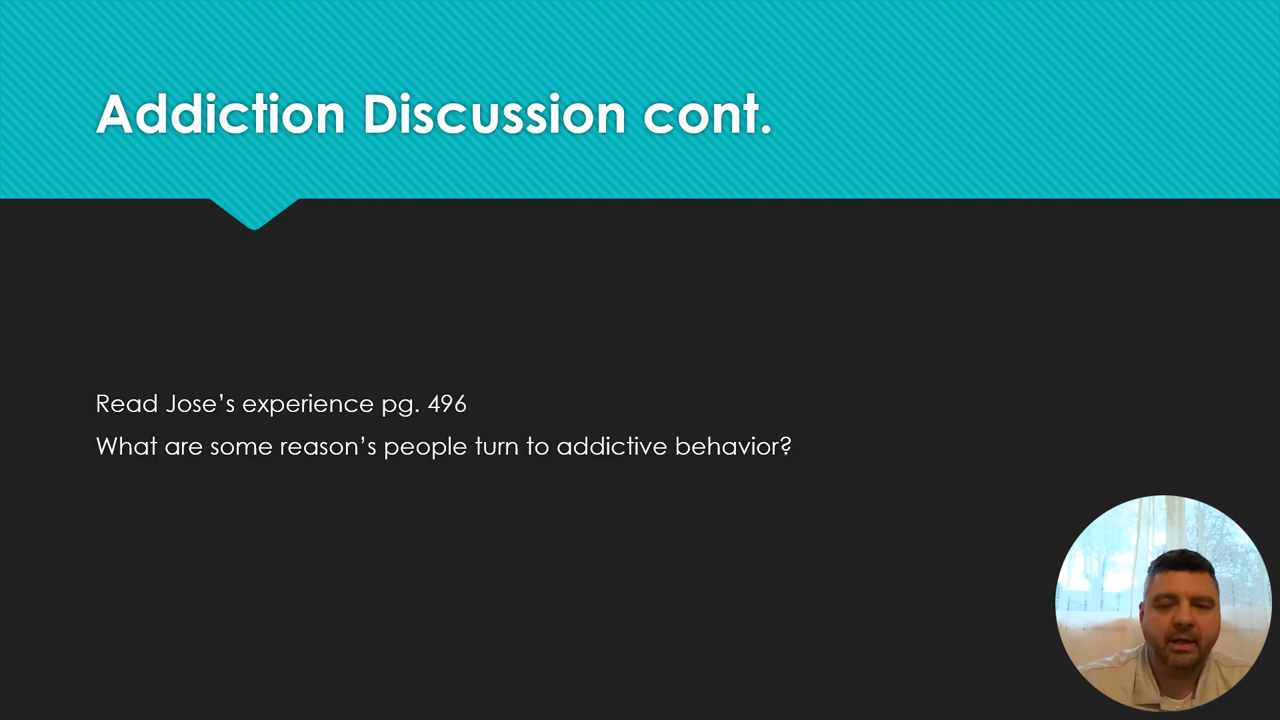 Addiction Discussion cont.
Read Jose’s experience pg. 496
What are some reason’s people turn to addictive behavior?